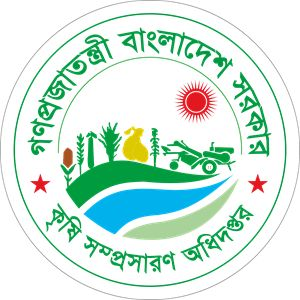 গণপ্রজাতন্ত্রী বাংলাদেশ সরকার
কৃষি সম্প্রসারণ অধিদপ্তর